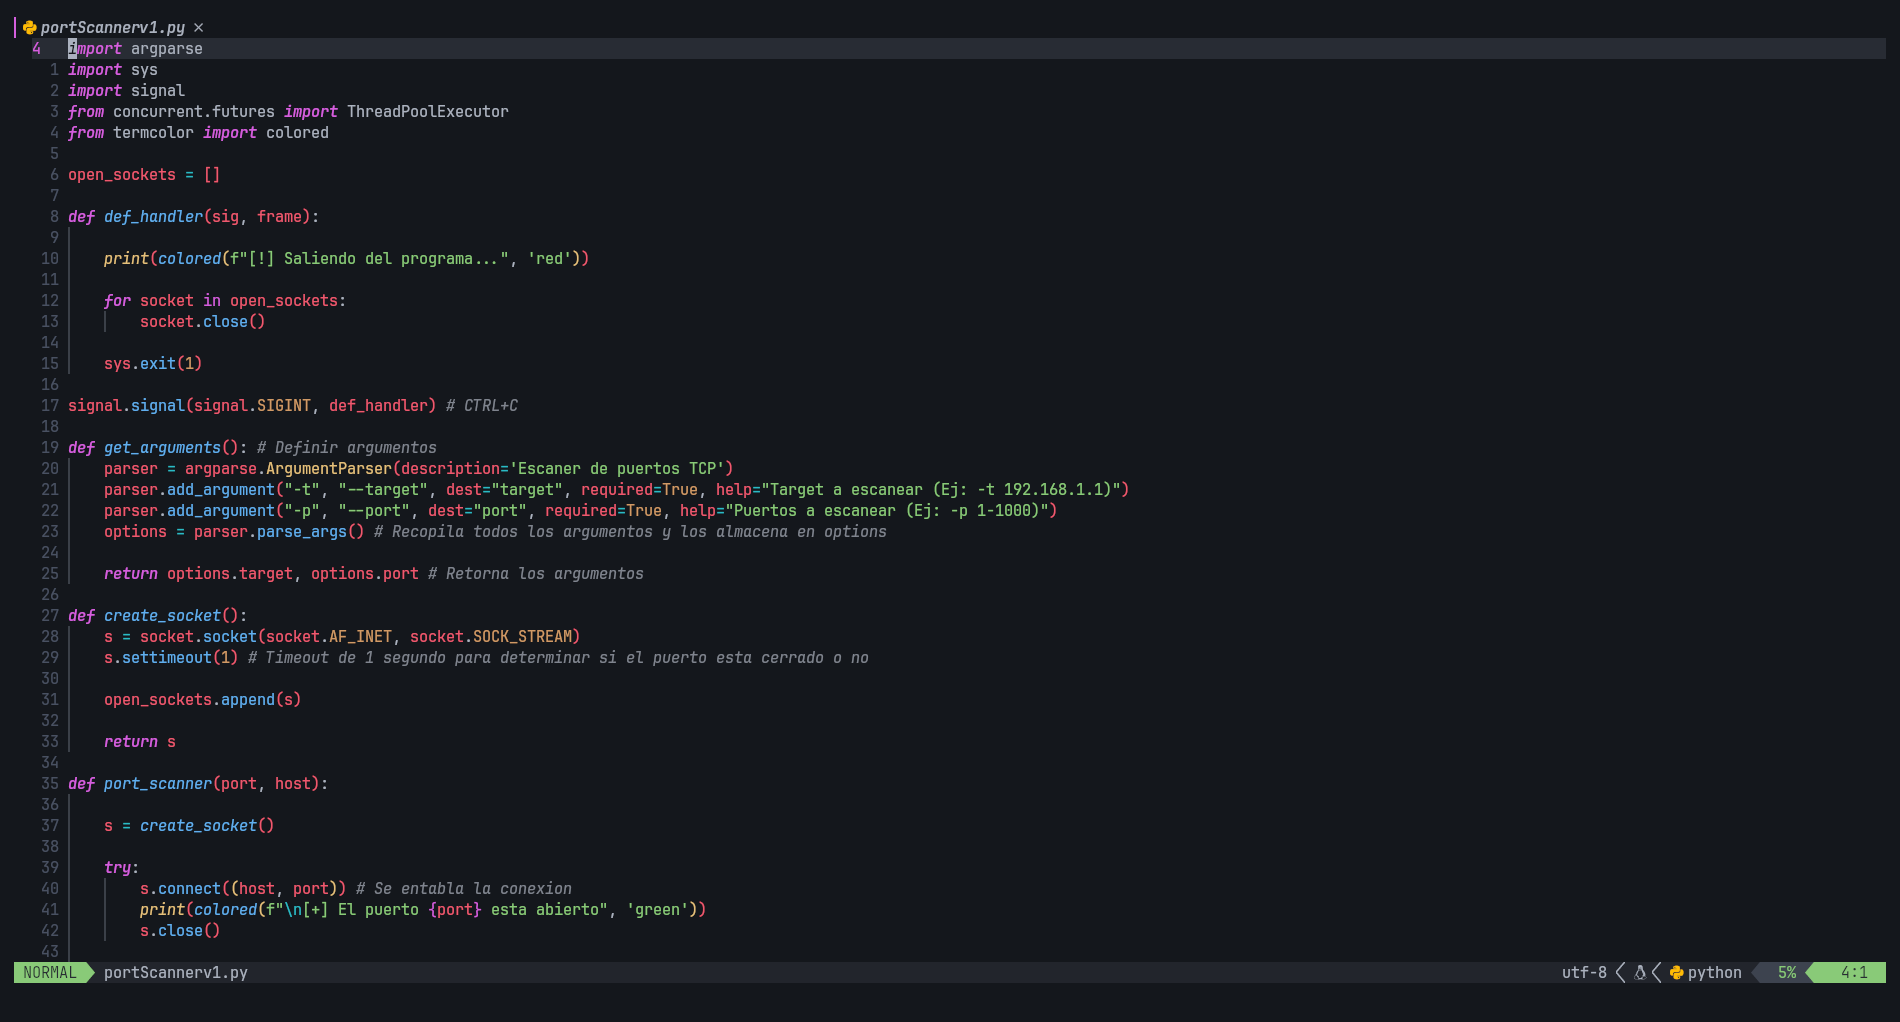 portScannerv1.py ×
4 import argparse
1 import sys
2 import signal
3 from concurrent.futures import ThreadPoolExecutor
4 from termcolor import colored
5
6 open_sockets = []
7
8 def def_handler(sig, frame):
9
10     print(colored(f"[!] Saliendo del programa...", 'red'))
11
12     for socket in open_sockets:
13         socket.close()
14
15     sys.exit(1)
16
17 signal.signal(signal.SIGINT, def_handler) # CTRL+C
18
19 def get_arguments(): # Definir argumentos
20     parser = argparse.ArgumentParser(description='Escaner de puertos TCP')
21     parser.add_argument("-t", "--target", dest="target", required=True, help="Target a escanear (Ej: -t 192.168.1.1)")
22     parser.add_argument("-p", "--port", dest="port", required=True, help="Puertos a escanear (Ej: -p 1-1000)")
23     options = parser.parse_args() # Recopila todos los argumentos y los almacena en options
24
25     return options.target, options.port # Retorna los argumentos
26
27 def create_socket():
28     s = socket.socket(socket.AF_INET, socket.SOCK_STREAM)
29     s.settimeout(1) # Timeout de 1 segundo para determinar si el puerto esta cerrado o no
30
31     open_sockets.append(s)
32
33     return s
34
35 def port_scanner(port, host):
36
37     s = create_socket()
38
39     try:
40         s.connect((host, port)) # Se entabla la conexion
41         print(colored(f"\n[+] El puerto {port} esta abierto", 'green'))
42         s.close()
43
NORMAL portScannerv1.py utf-8 python 5% 4:1